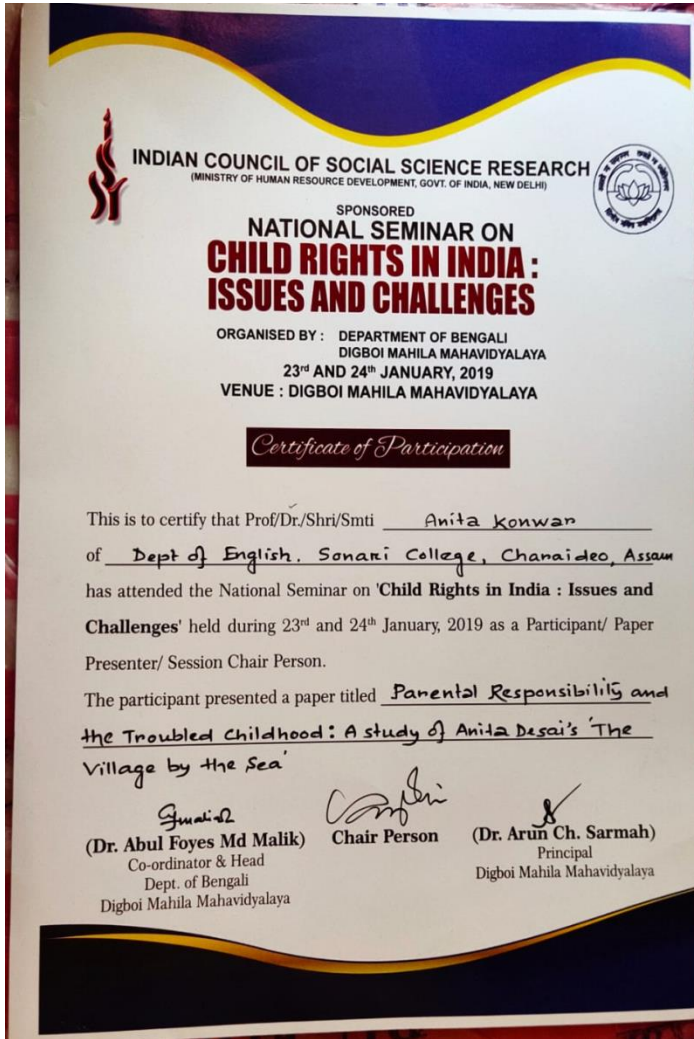 INDIAN COUNCIL OF SOCIAL SCIENCE RESEARCH
(MINISTRY OF HUMAN RESOURCE DEVELOPMENT, GOVT. OF INDIA, NEW DELHI)
SPONSORED
NATIONAL SEMINAR ON
CHILD RIGHTS IN INDIA :
ISSUES AND CHALLENGES
ORGANISED BY : DEPARTMENT OF BENGALI
DIGBOI MAHILA MAHAVIDYALAYA
23rd AND 24th JANUARY, 2019
VENUE : DIGBOI MAHILA MAHAVIDYALAYA
Certificate of Participation
This is to certify that Prof/Dr./Shri/Smti Anita Konwar
of Dept of English. Sonari College, Charaideo, Assam
has attended the National Seminar on 'Child Rights in India : Issues and
Challenges' held during 23rd and 24th January, 2019 as a Participant/ Paper
Presenter/ Session Chair Person.
The participant presented a paper titled Parental Responsibility and
the Troubled Childhood: A study of Anita Desai's 'The
Village by the Sea'
(Dr. Abul Foyes Md Malik)
Co-ordinator & Head
Dept. of Bengali
Digboi Mahila Mahavidyalaya
Chair Person
(Dr. Arun Ch. Sarmah)
Principal
Digboi Mahila Mahavidyalaya